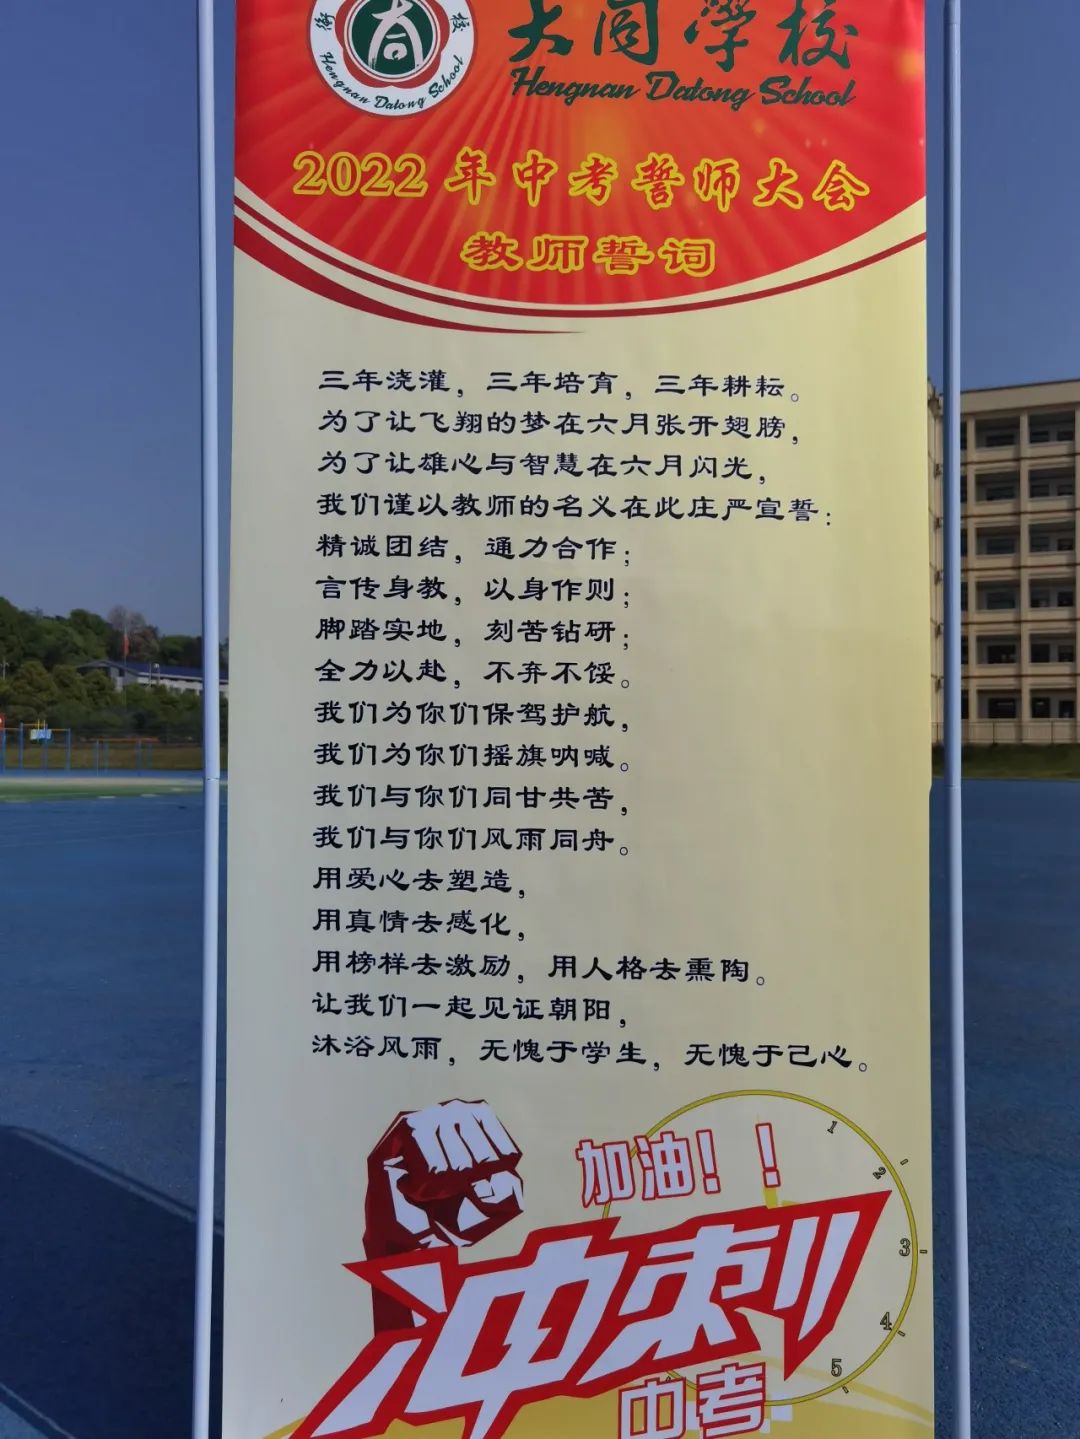 衡
校
Hengnan Datong School
大同學校
Hengnan Datong School
2022年中考誓师大会
教师誓词
三年浇灌，三年培育，三年耕耘。
为了让飞翔的梦在六月张开翅膀，
为了让雄心与智慧在六月闪光，
我们谨以教师的名义在此庄严宣誓：
精诚团结，通力合作；
言传身教，以身作则；
脚踏实地，刻苦钻研；
全力以赴，不弃不馁。
我们为你们保驾护航，
我们为你们摇旗呐喊。
我们与你们同甘共苦，
我们与你们风雨同舟。
用爱心去塑造，
用真情去感化，
用榜样去激励，用人格去熏陶。
让我们一起见证朝阳，
沐浴风雨，无愧于学生，无愧于己心。
加油！！
冲刺
中考
1
2
3
4
5